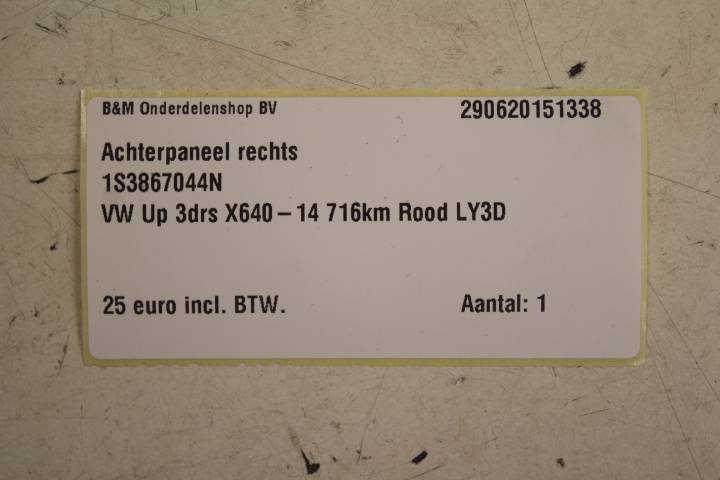 B&M Onderdelenshop BV 290620151338
Achterpaneel rechts
1S3867044N
VW Up 3drs X640 – 14 716km Rood LY3D
25 euro incl. BTW. Aantal: 1